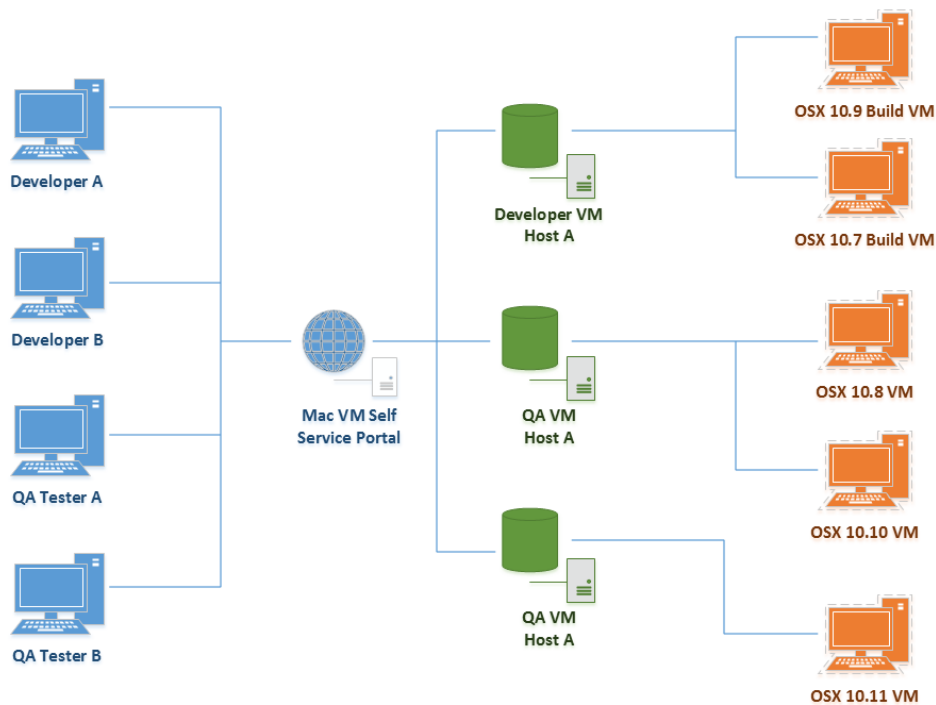 Developer A
Developer B
QA Tester A
QA Tester B
Mac VM Self
Service Portal
Developer VM
Host A
QA VM
Host A
QA VM
Host A
OSX 10.9 Build VM
OSX 10.7 Build VM
OSX 10.8 VM
OSX 10.10 VM
OSX 10.11 VM